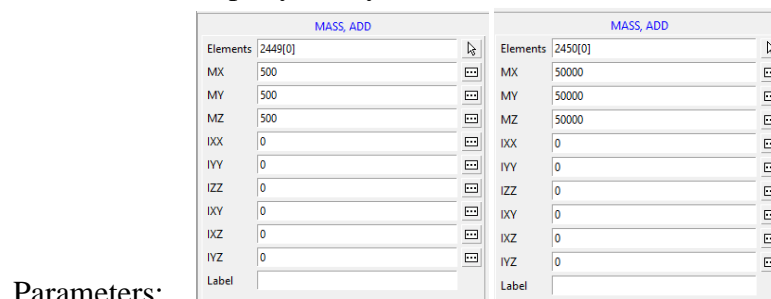 MASS, ADD
Elements 2449[0]
MX 500
MY 500
MZ 500
IXX 0
IYY 0
IZZ 0
IXY 0
IXZ 0
IYZ 0
Label
MASS, ADD
Elements 2450[0]
MX 50000
MY 50000
MZ 50000
IXX 0
IYY 0
IZZ 0
IXY 0
IXZ 0
IYZ 0
Label
Parameters: